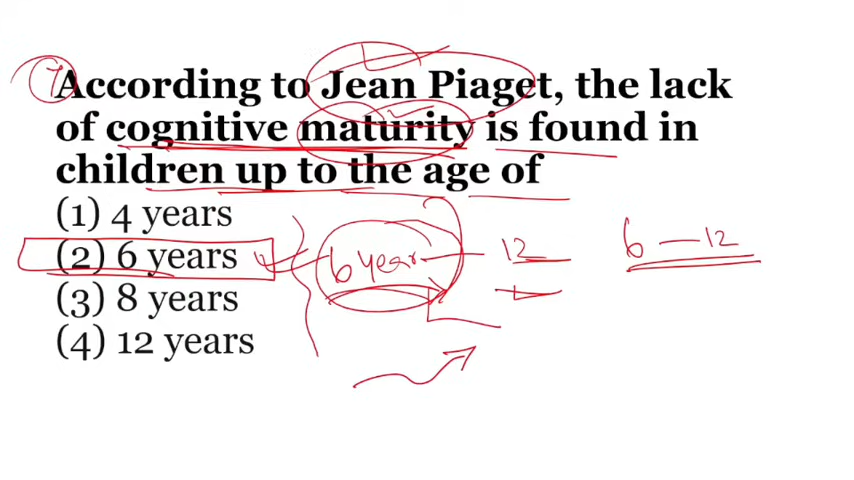 7
According to Jean Piaget, the lack
of cognitive maturity is found in
children up to the age of
(1) 4 years
(2) 6 years
(3) 8 years
(4) 12 years
6 year — 12
6 — 12